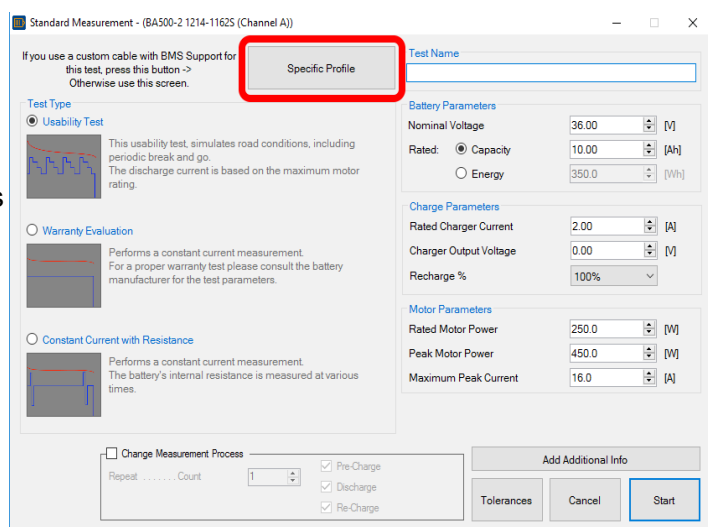 Standard Measurement - (BA500-2 1214-1162S (Channel A))
If you use a custom cable with BMS Support for
this test, press this button ->
Otherwise use this screen.
Specific Profile
Test Name
Test Type
Usability Test
This usability test, simulates road conditions, including
periodic break and go.
The discharge current is based on the maximum motor
rating.
Warranty Evaluation
Performs a constant current measurement.
For a proper warranty test please consult the battery
manufacturer for the test parameters.
Constant Current with Resistance
Performs a constant current measurement.
The battery's internal resistance is measured at various
times.
Battery Parameters
Nominal Voltage 36.00 [V]
Rated: Capacity 10.00 [Ah]
Energy 350.0 [Wh]
Charge Parameters
Rated Charger Current 2.00 [A]
Charger Output Voltage 0.00 [V]
Recharge % 100%
Motor Parameters
Rated Motor Power 250.0 [W]
Peak Motor Power 450.0 [W]
Maximum Peak Current 16.0 [A]
Change Measurement Process
Repeat . . . . . . . Count 1
Pre-Charge
Discharge
Re-Charge
Add Additional Info
Tolerances Cancel Start
s